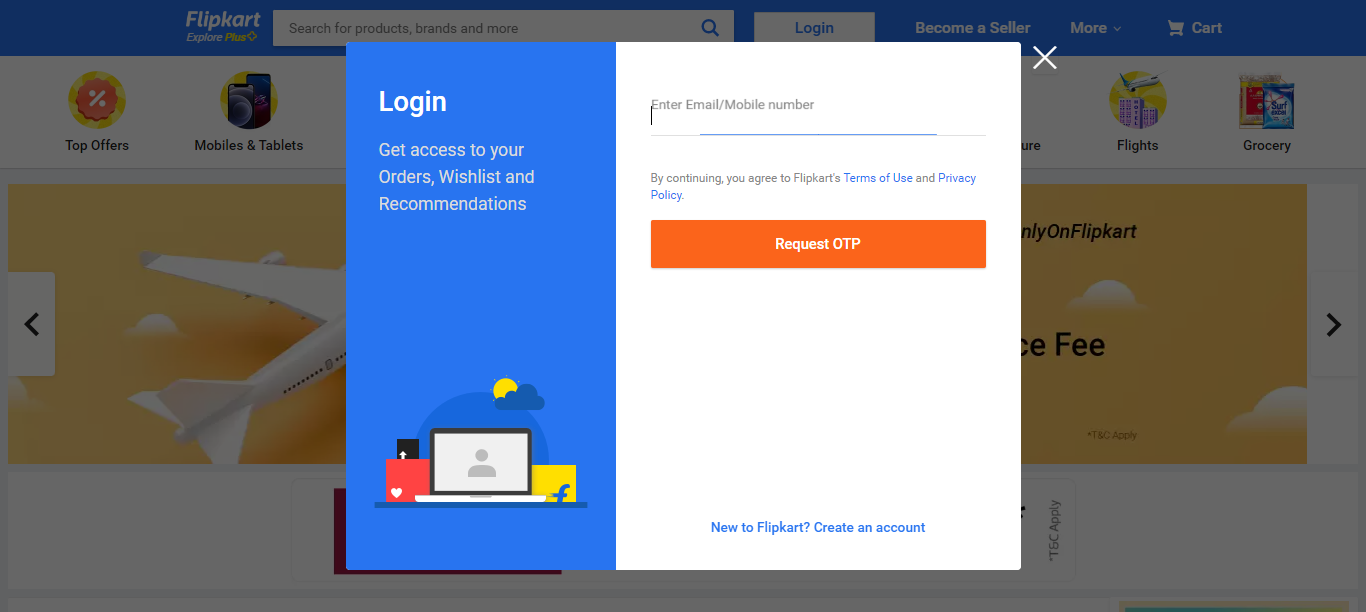 Flipkart
Explore Plus
Search for products, brands and more
Login
Become a Seller
More
Cart
Top Offers
Mobiles & Tablets
ure
Flights
Grocery
Surf excel
HOTEL
Login
Get access to your
Orders, Wishlist and
Recommendations
Enter Email/Mobile number
By continuing, you agree to Flipkart's Terms of Use and Privacy
Policy.
Request OTP
New to Flipkart? Create an account
nlyOnFlipkart
ce Fee
*T&C Apply
*T&C Apply